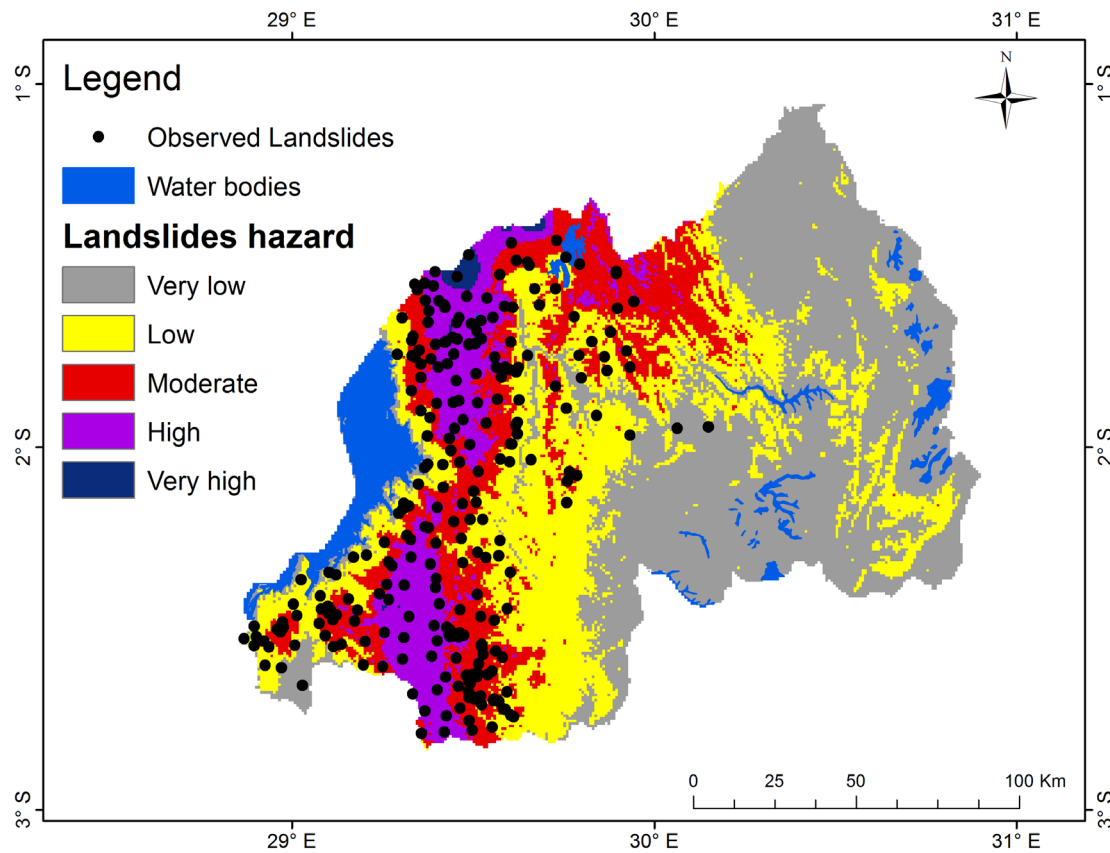 29° E 30° E 31° E
1° S 1° S
N
Legend
Observed Landslides
Water bodies
Landslides hazard
Very low
Low
Moderate
High
Very high
2° S 2° S
0 25 50 100 Km
3° S 3° S
29° E 30° E 31° E